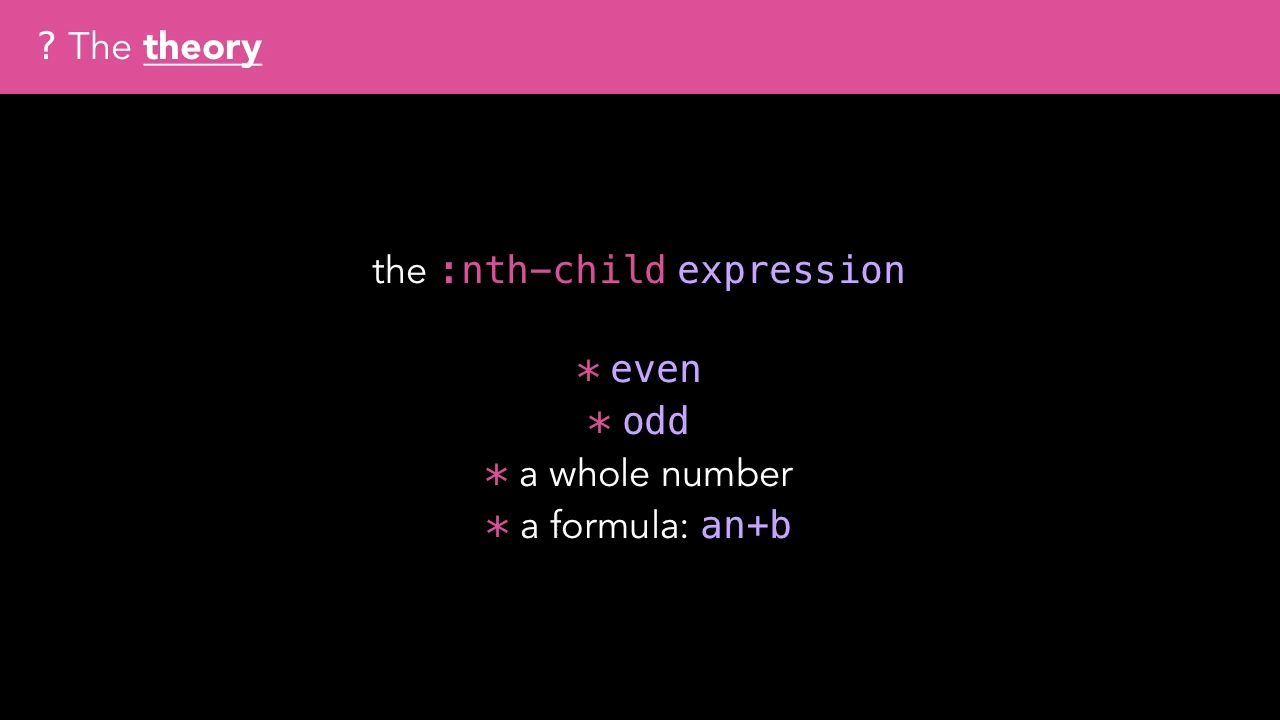 ? The theory
the :nth-child expression
* even
* odd
* a whole number
* a formula: an+b